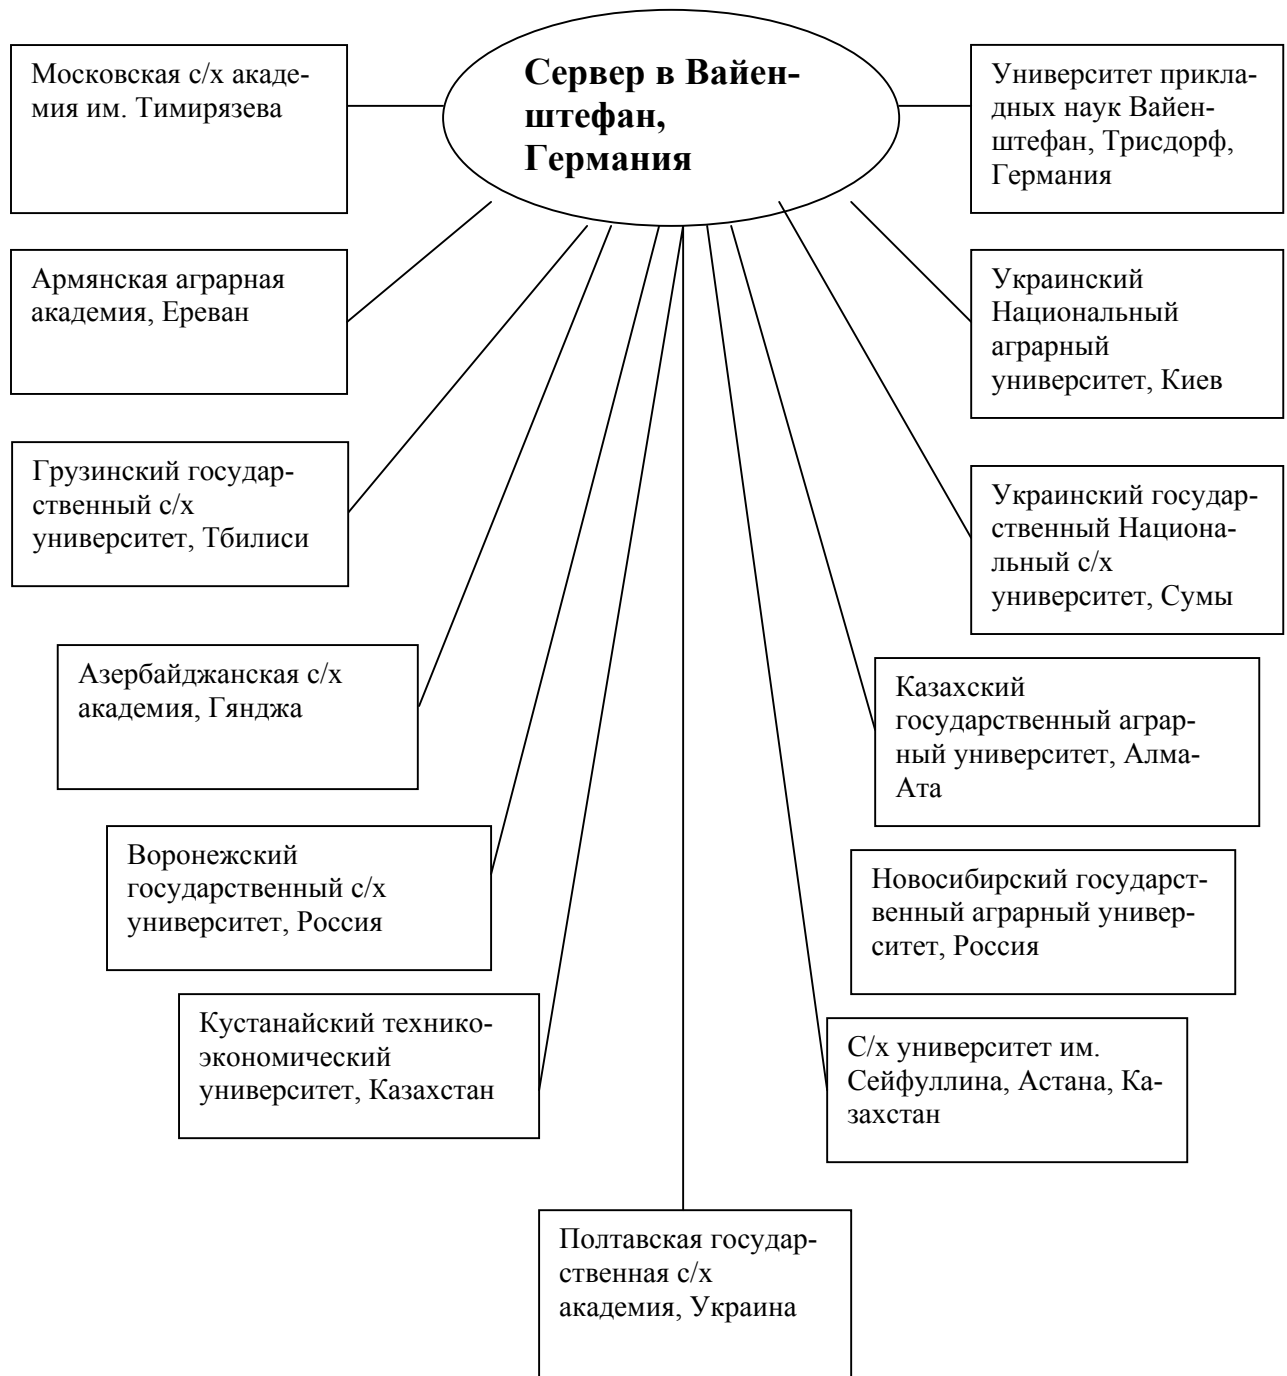 Сервер в Вайен-
штефан,
Германия
Московская с/х акаде-
мия им. Тимирязева
Университет прикла-
дных наук Вайен-
штефан, Трисдорф,
Германия
Армянская аграрная
академия, Ереван
Украинский
Национальный
аграрный
университет, Киев
Грузинский государ-
ственный с/х
университет, Тбилиси
Украинский государ-
ственный Национа-
льный с/х
университет, Сумы
Азербайджанская с/х
академия, Гянджа
Казахский
государственный аграр-
ный университет, Алма-
Ата
Воронежский
государственный с/х
университет, Россия
Новосибирский государст-
венный аграрный универ-
ситет, Россия
Кустанайский технико-
экономический
университет, Казахстан
С/х университет им.
Сейфуллина, Астана, Ка-
захстан
Полтавская государ-
ственная с/х
академия, Украина